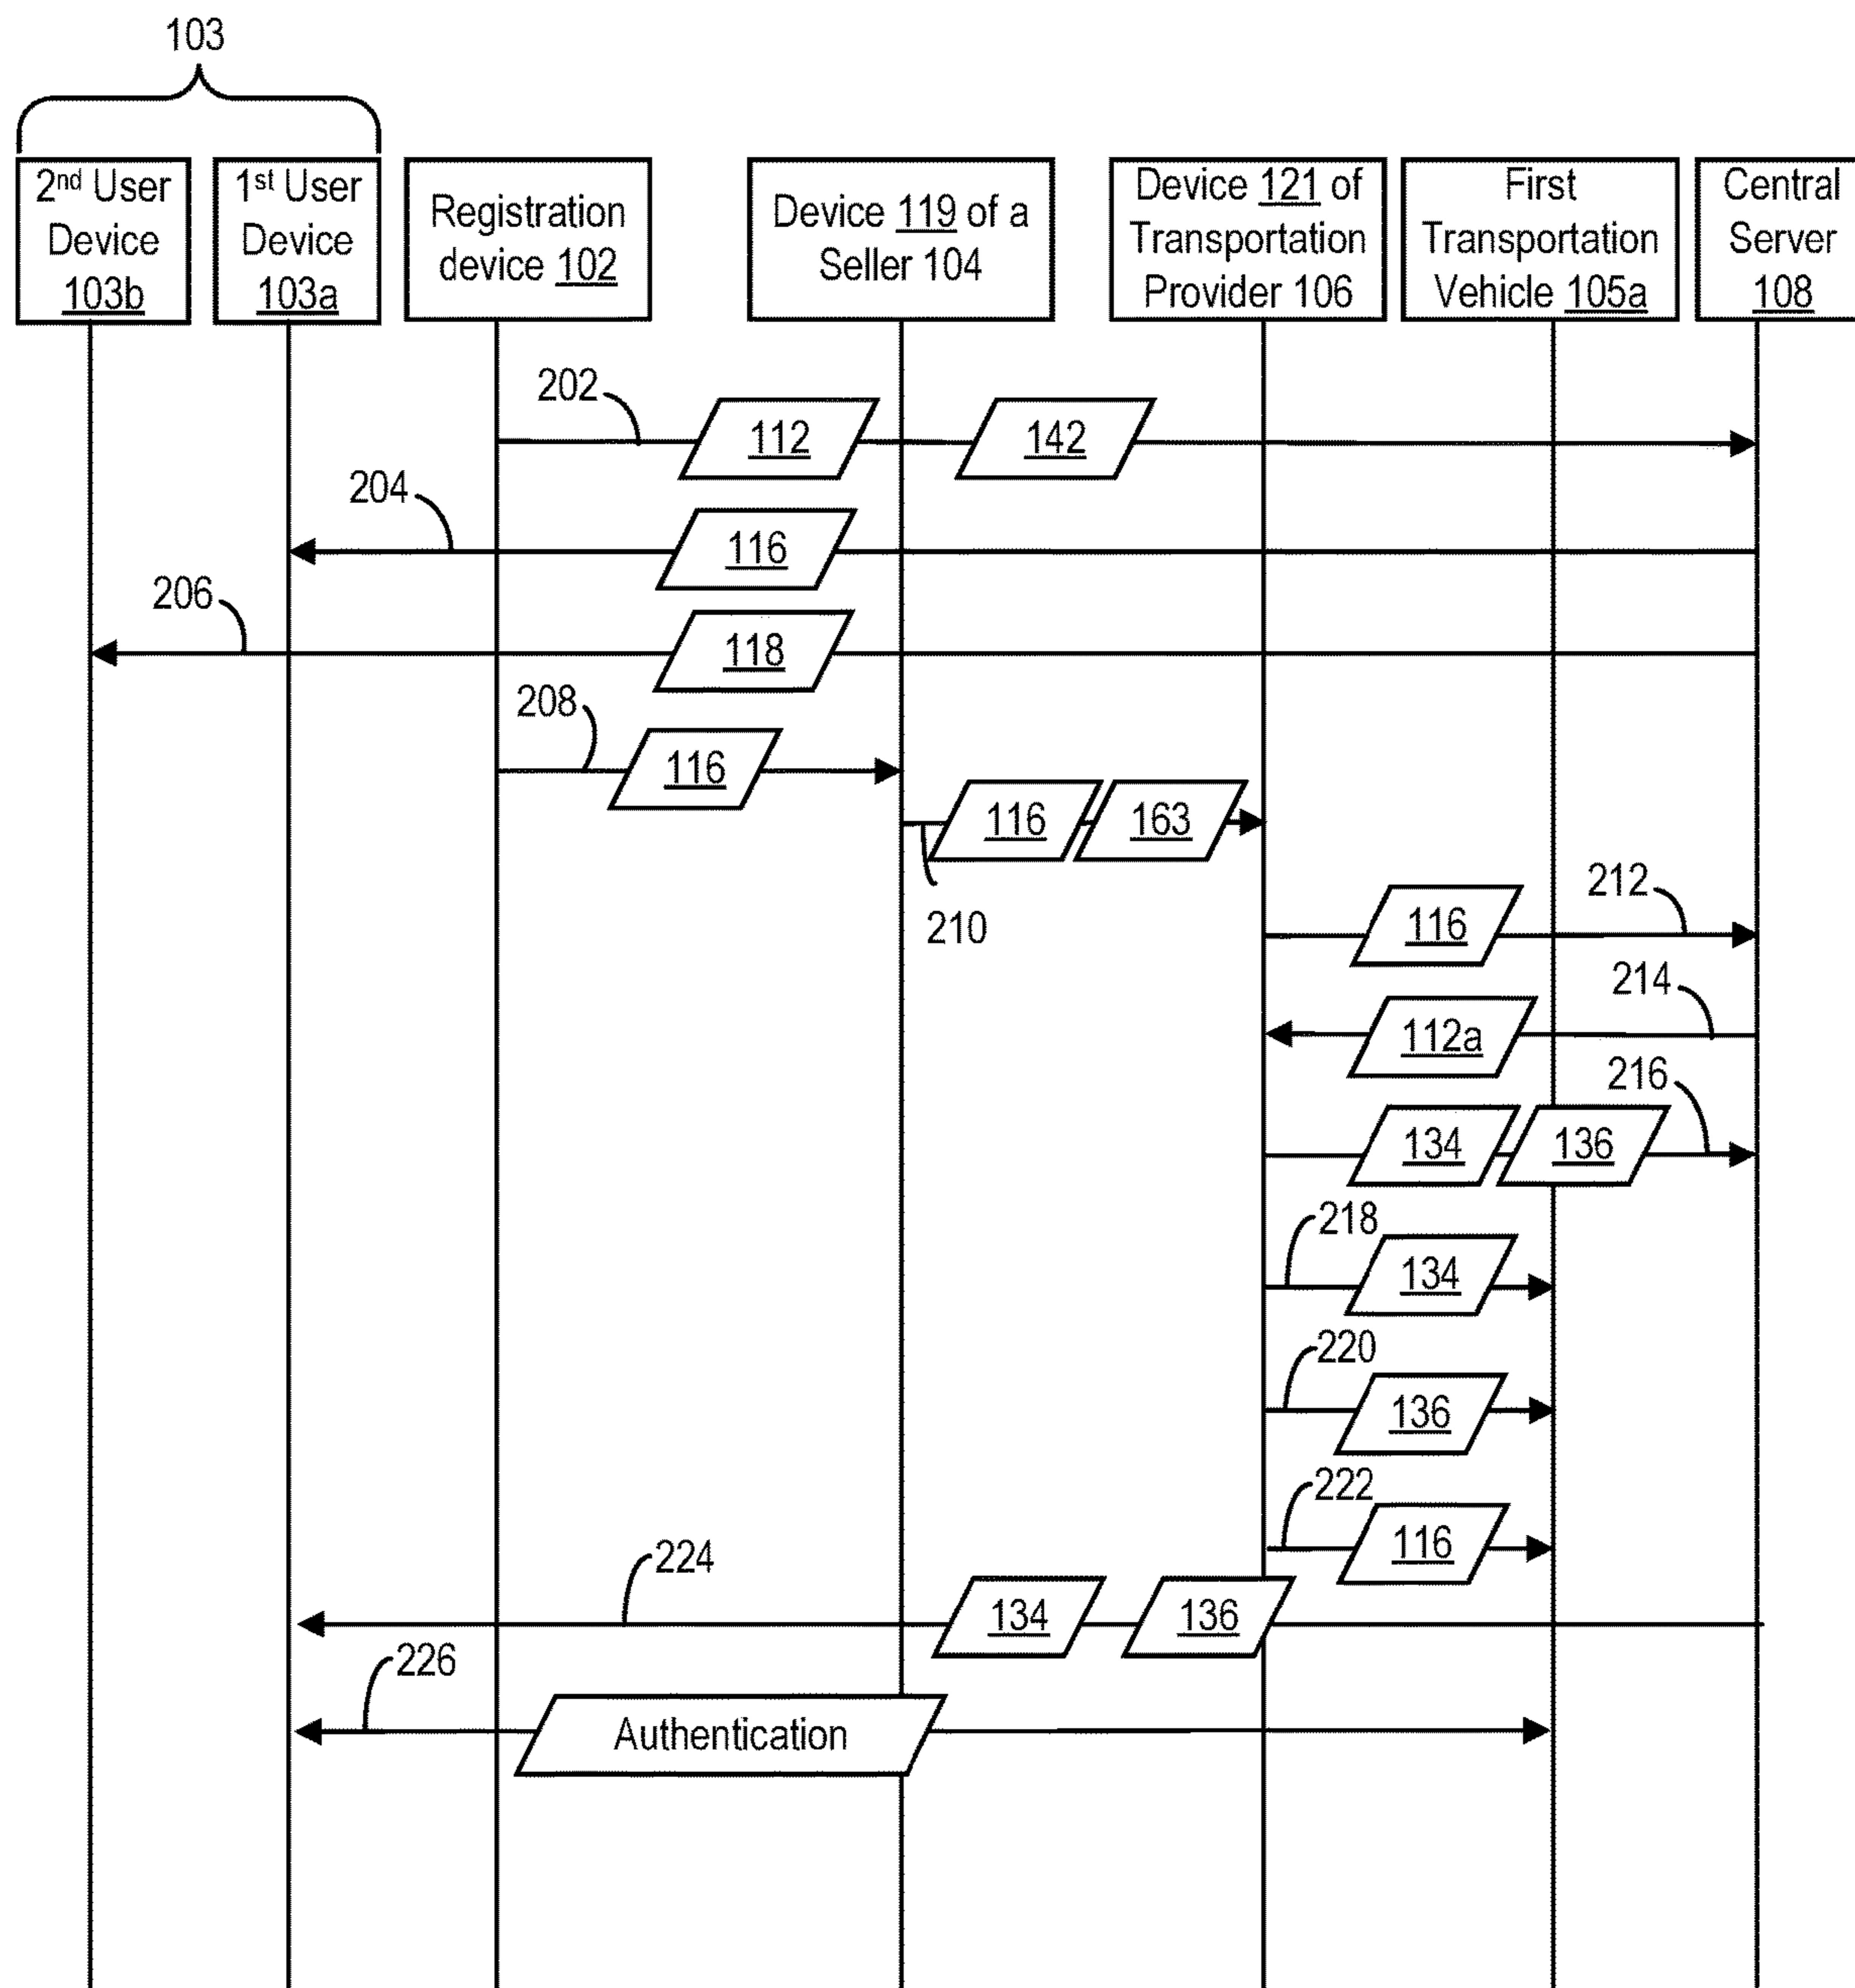 103
2nd User
Device
103b
1st User
Device
103a
Registration
device 102
Device 119 of a
Seller 104
Device 121 of
Transportation
Provider 106
First
Transportation
Vehicle 105a
Central
Server
108
202
112
142
204
116
206
118
208
116
116
163
210
212
116
214
112a
216
134
136
218
134
220
136
222
116
224
134
136
226
Authentication